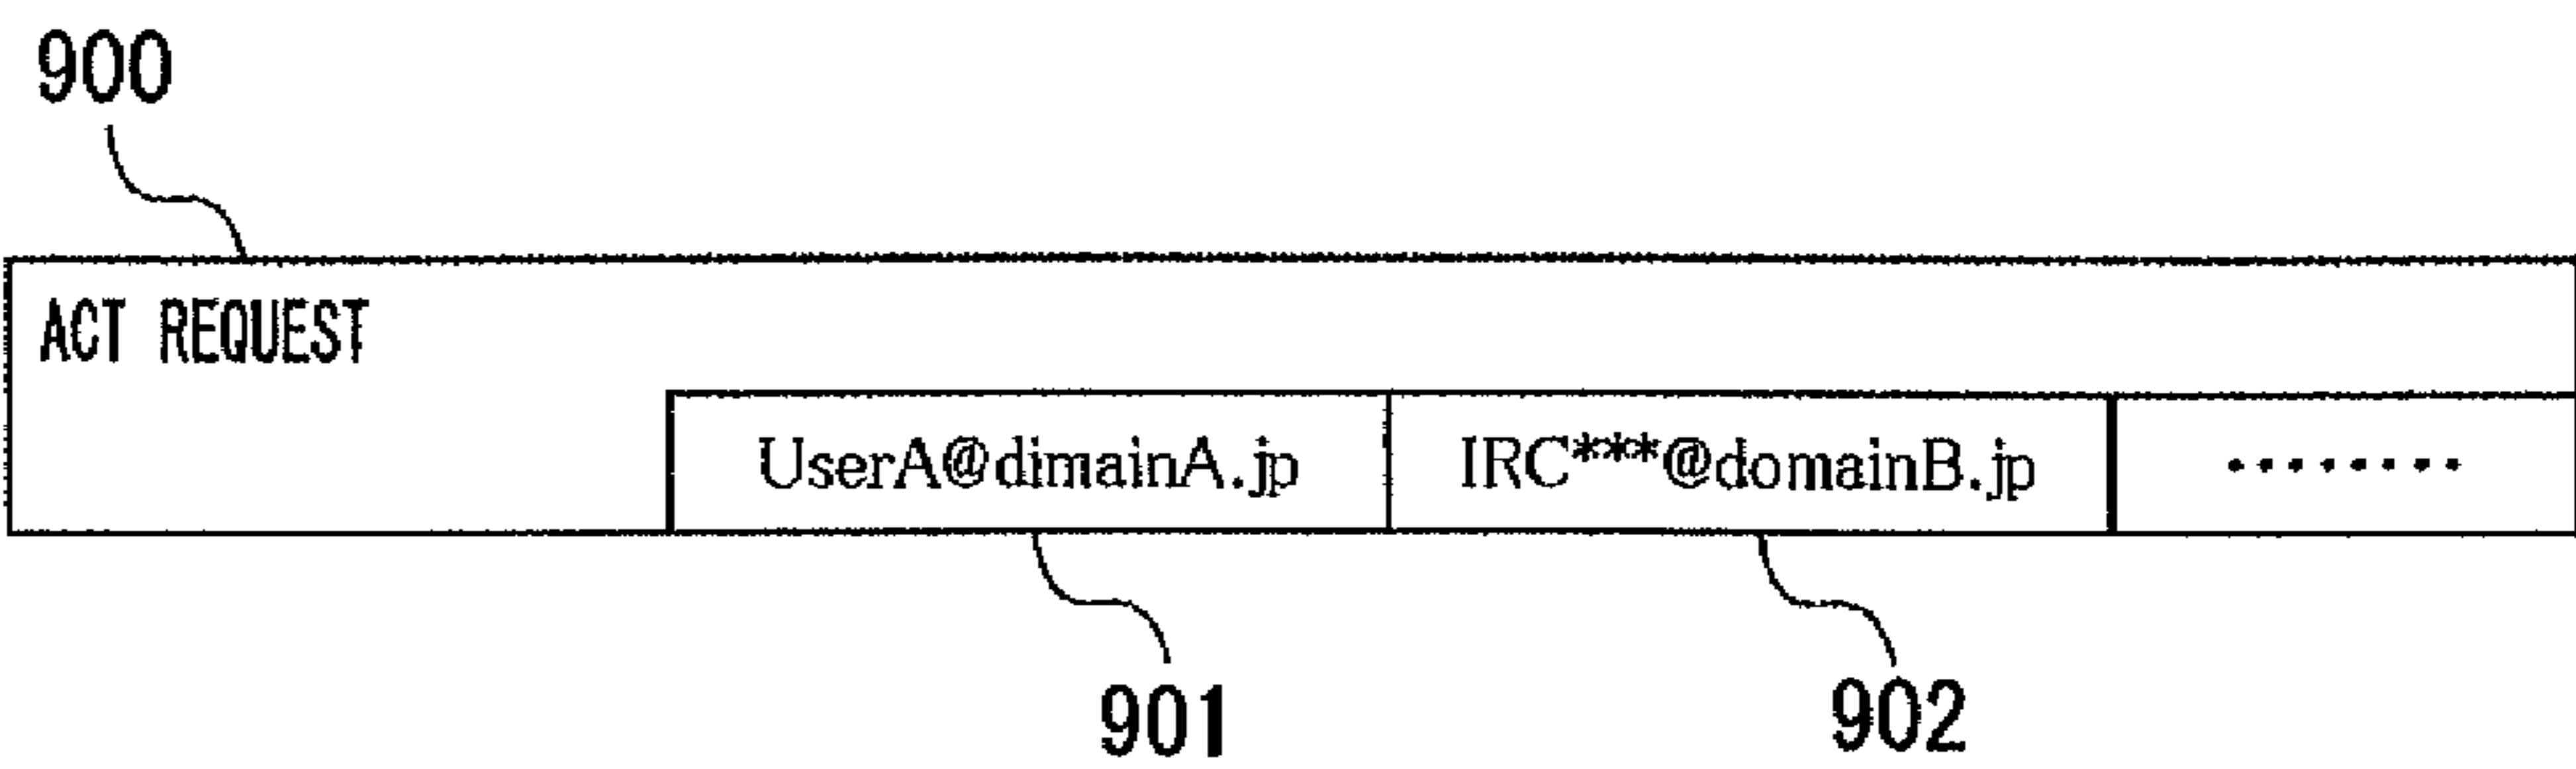 900
ACT REQUEST
UserA@dimainA.jp IRC***@domainB.jp ........
901 902